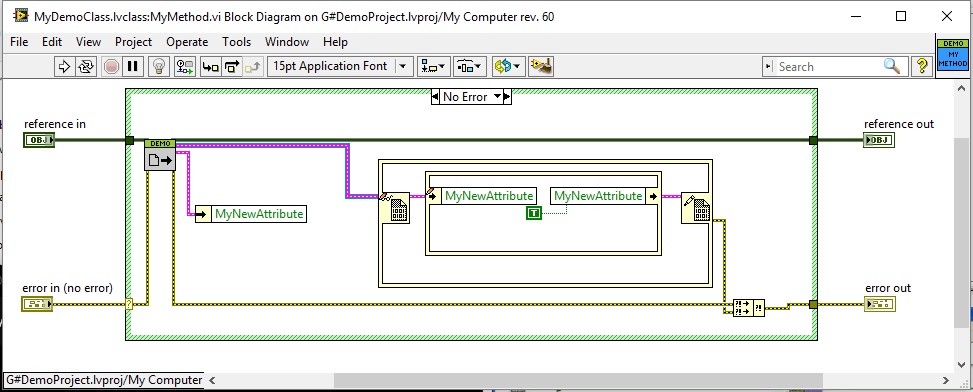 MyDemoClass.lvclass:MyMethod.vi Block Diagram on G#DemoProject.lvproj/My Computer rev. 60
File Edit View Project Operate Tools Window Help
15pt Application Font
Search
?
DEMO
MY
METHOD
No Error
reference in
reference out
OBJ
DEMO
OBJ
MyNewAttribute
MyNewAttribute
T
MyNewAttribute
error in (no error)
error out
?
?!
?!
?!
G#DemoProject.lvproj/My Computer